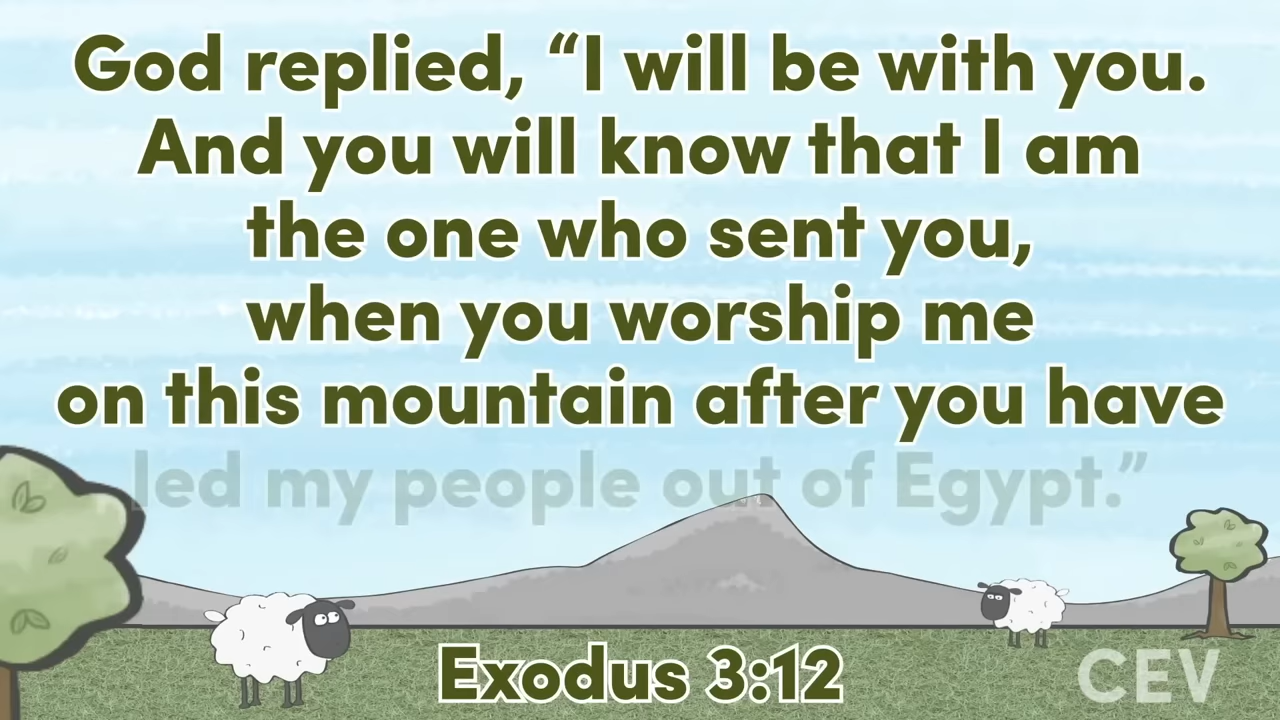 God replied, “I will be with you.
And you will know that I am
the one who sent you,
when you worship me
on this mountain after you have
led my people out of Egypt.”
Exodus 3:12
CEV